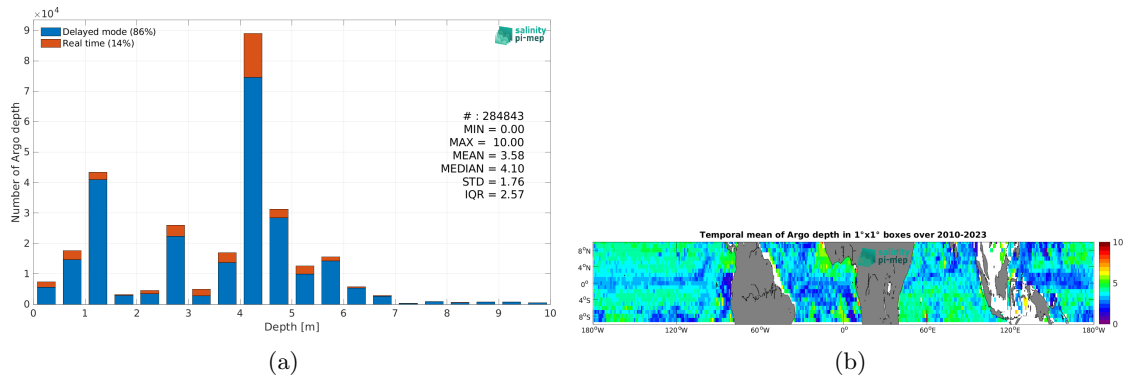 ×10⁴
9
8
7
6
5
4
3
2
1
0
Number of Argo depth
Delayed mode (86%)
Real time (14%)
salinity
pi-mep
# : 284843
MIN = 0.00
MAX = 10.00
MEAN = 3.58
MEDIAN = 4.10
STD = 1.76
IQR = 2.57
0 1 2 3 4 5 6 7 8 9 10
Depth [m]
(a)
Temporal mean of Argo depth in 1°x1° boxes over 2010-2023
salinity
pi-mep
8°N
4°N
0°
4°S
8°S
180°W 120°W 60°W 0° 60°E 120°E 180°W
10
5
0
(b)